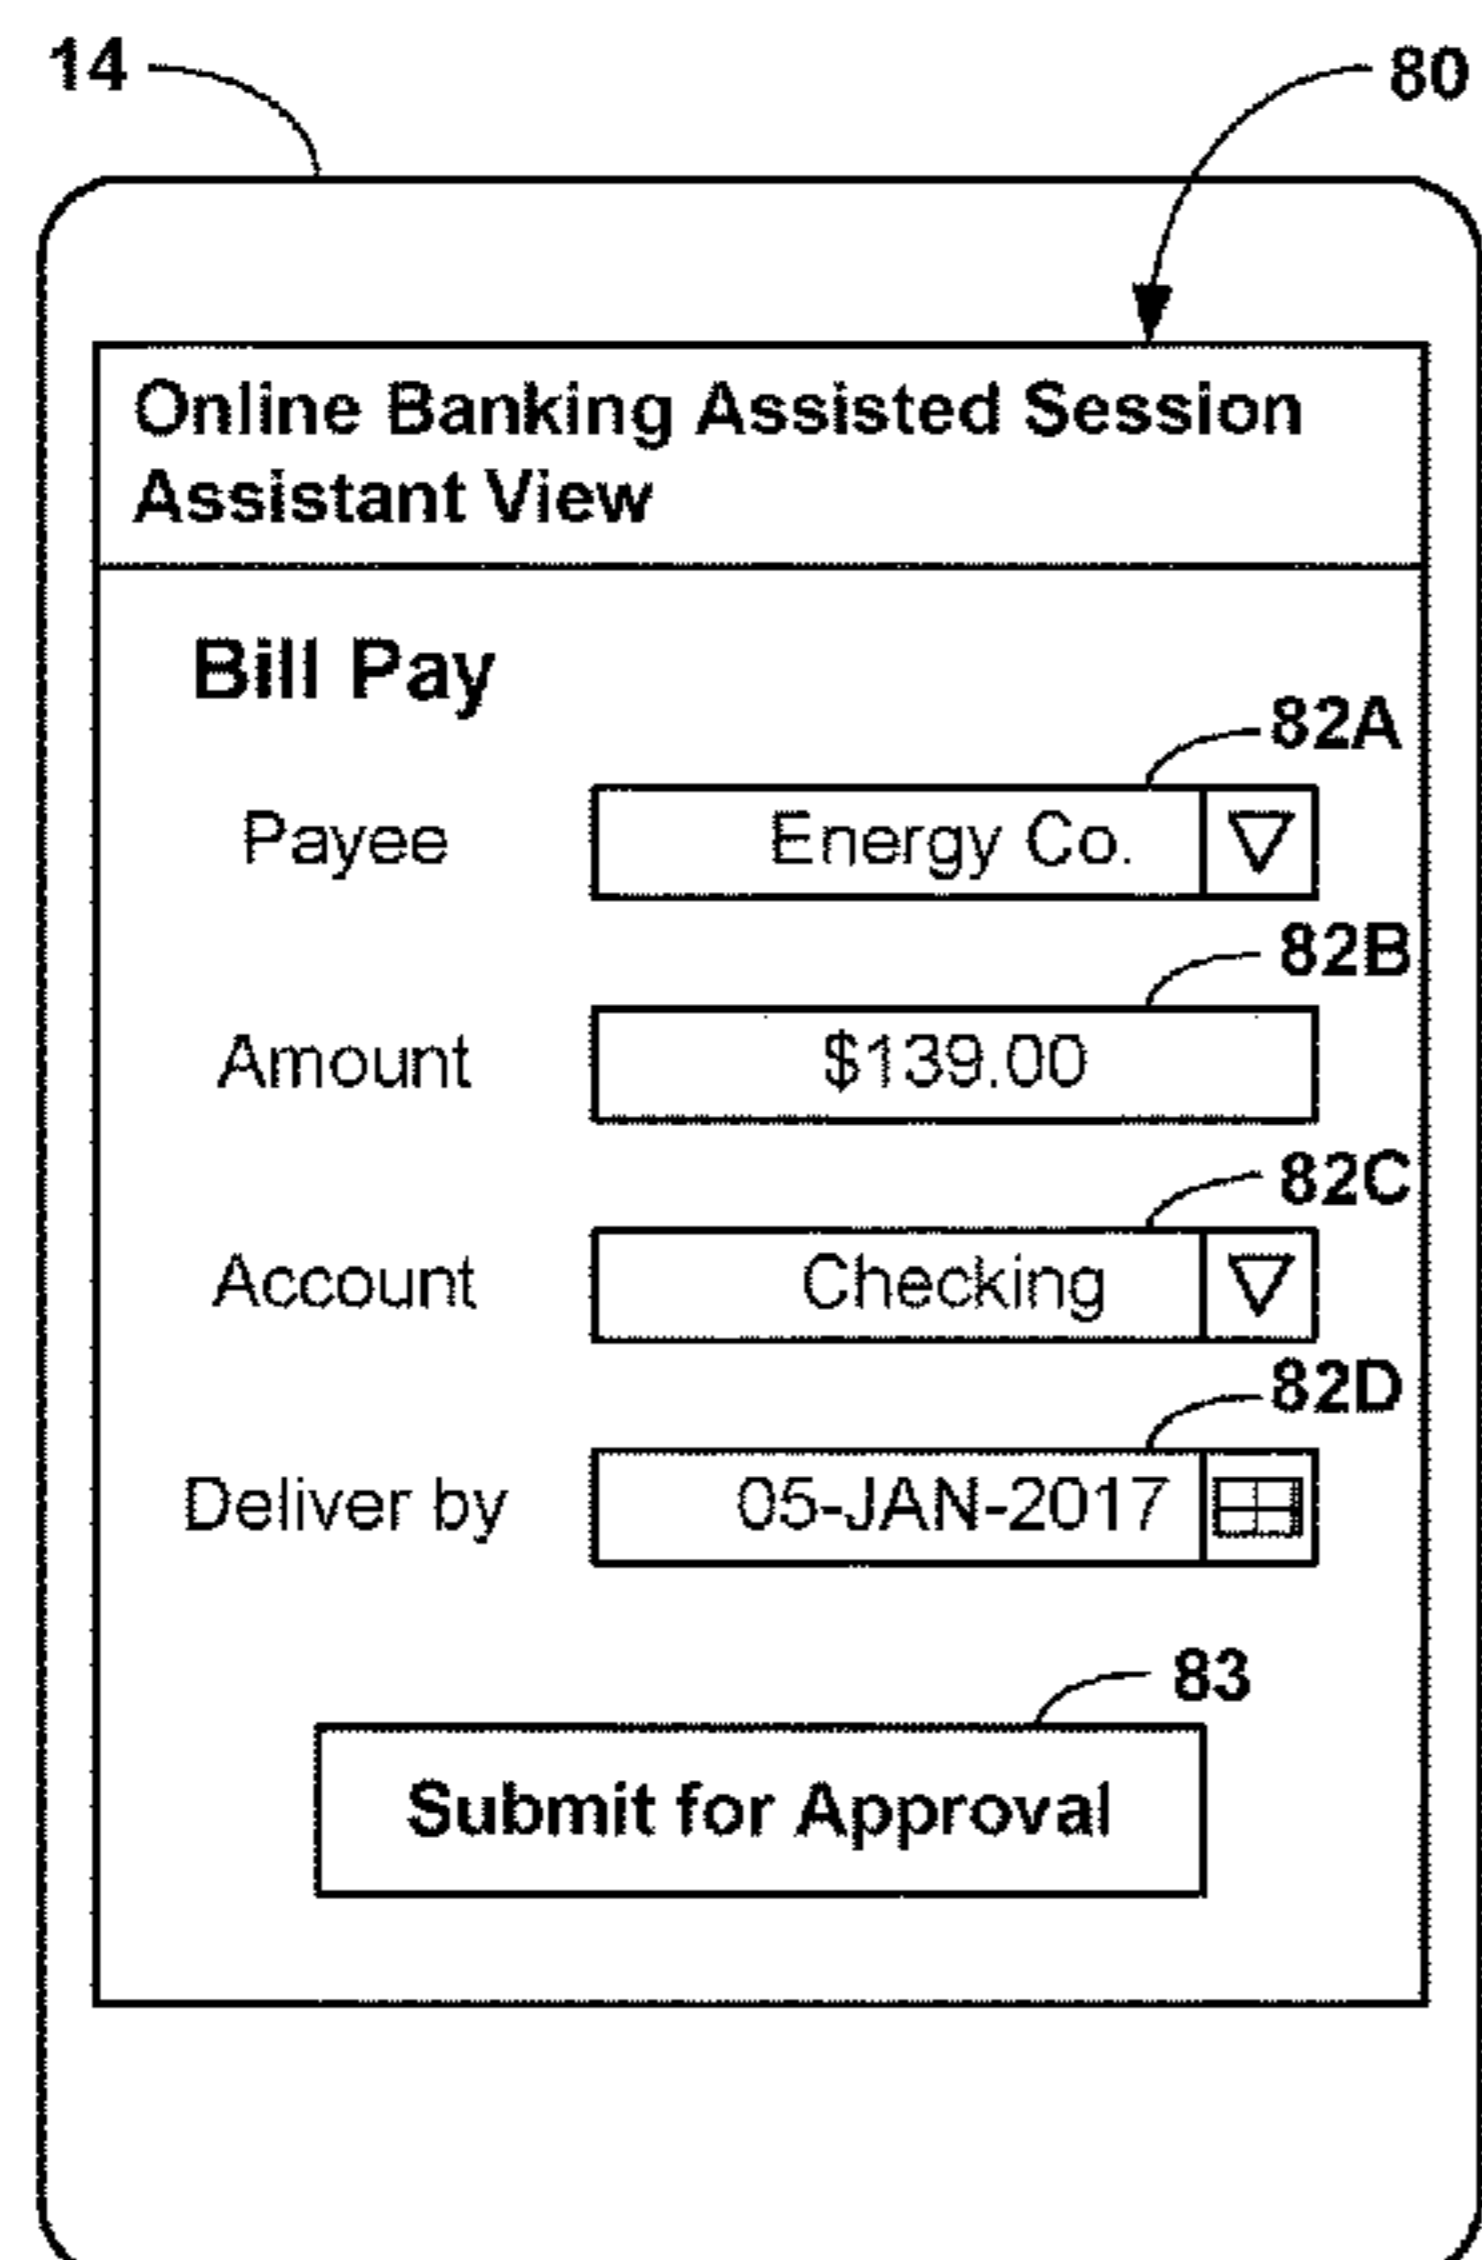 14
80
Online Banking Assisted Session
Assistant View
Bill Pay
82A
Payee Energy Co.
82B
Amount $139.00
82C
Account Checking
82D
Deliver by 05-JAN-2017
83
Submit for Approval